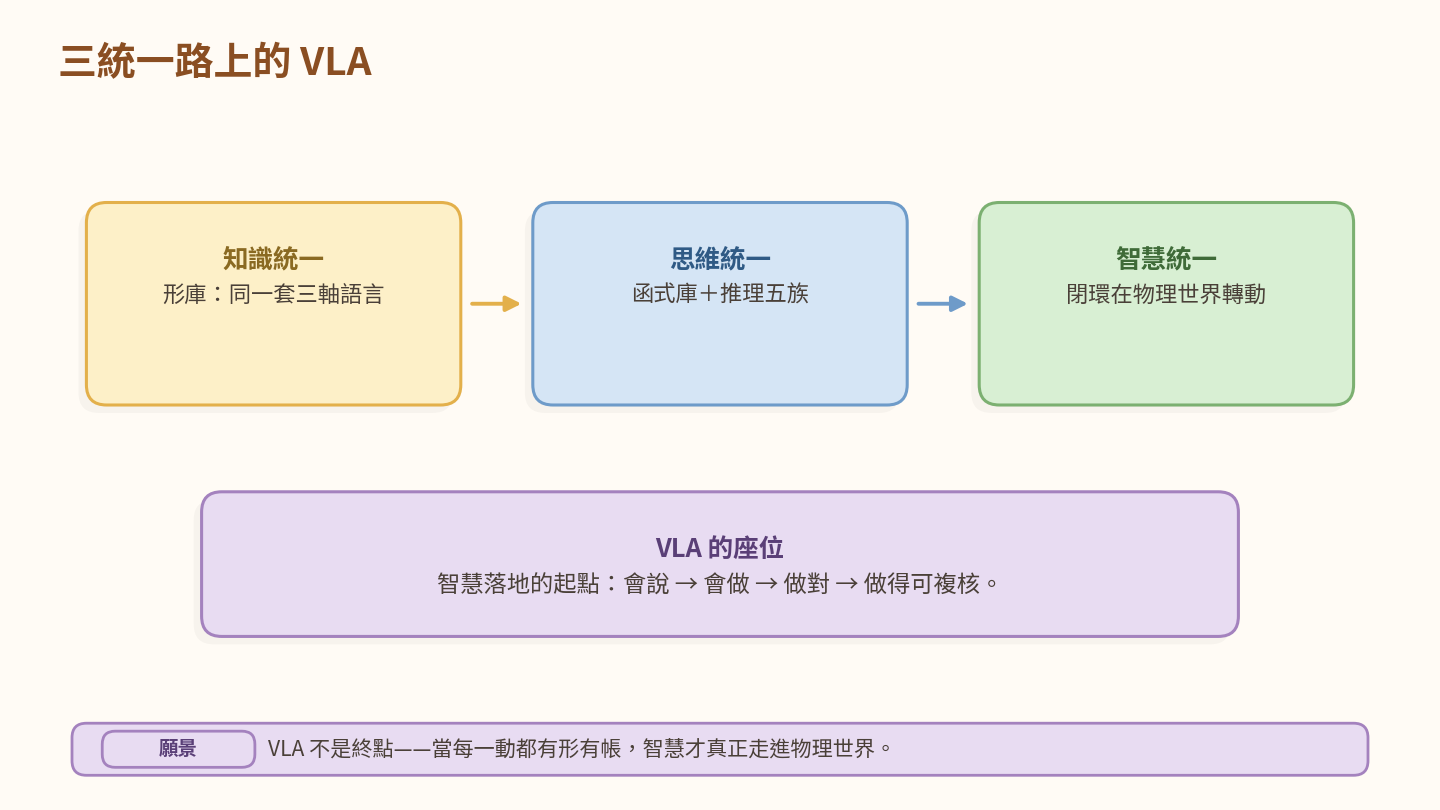 三統一路上的 VLA
知識統一
形庫：同一套三軸語言
思維統一
函式庫＋推理五族
智慧統一
閉環在物理世界轉動
VLA 的座位
智慧落地的起點：會說 → 會做 → 做對 → 做得可複核。
願景
VLA 不是終點——當每一動都有形有帳，智慧才真正走進物理世界。